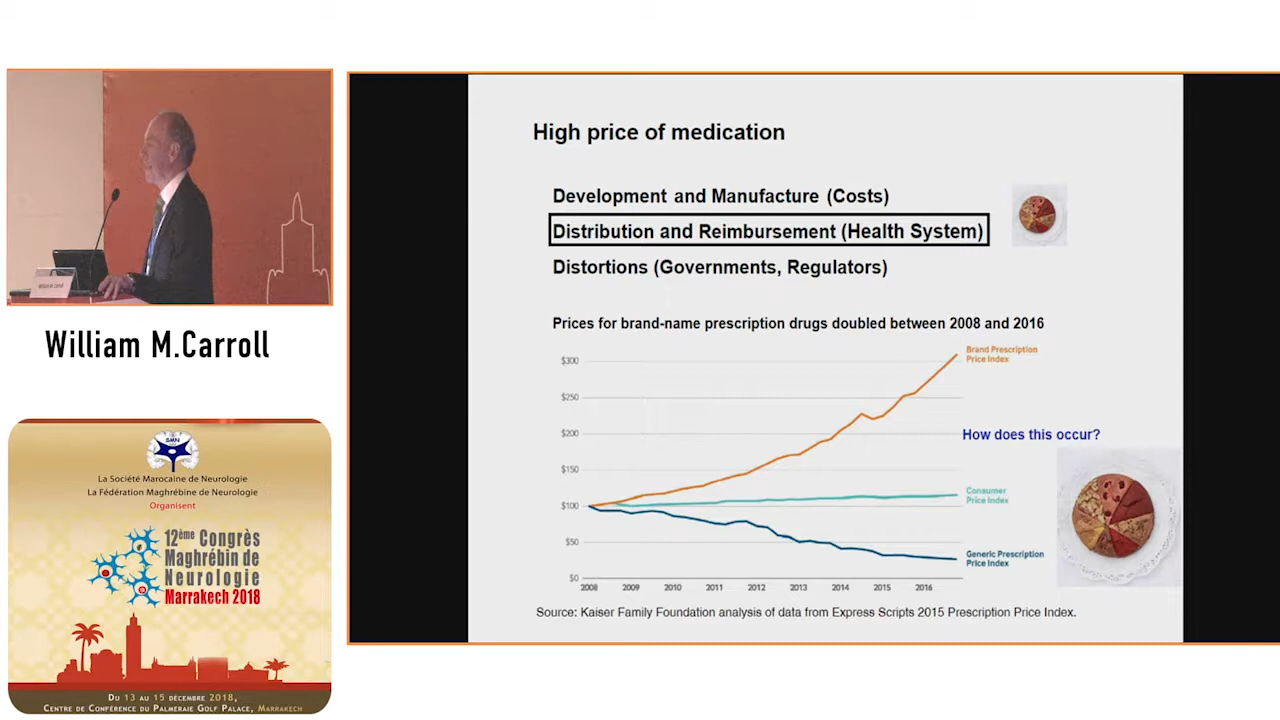 High price of medication
Development and Manufacture (Costs)
Distribution and Reimbursement (Health System)
Distortions (Governments, Regulators)
Prices for brand-name prescription drugs doubled between 2008 and 2016
$300
$250
$200
$150
$100
$50
$0
2008 2009 2010 2011 2012 2013 2014 2015 2016
Brand Prescription
Price Index
How does this occur?
Consumer
Price Index
Generic Prescription
Price Index
Source: Kaiser Family Foundation analysis of data from Express Scripts 2015 Prescription Price Index.
William M. Carroll
William M.Carroll
SMN
La Société Marocaine de Neurologie
La Fédération Maghrébine de Neurologie
Organisent
12ème Congrès
Maghrébin de
Neurologie
Marrakech 2018
Du 13 au 15 décembre 2018,
Centre de Conférence du Palmeraie Golf Palace, Marrakech